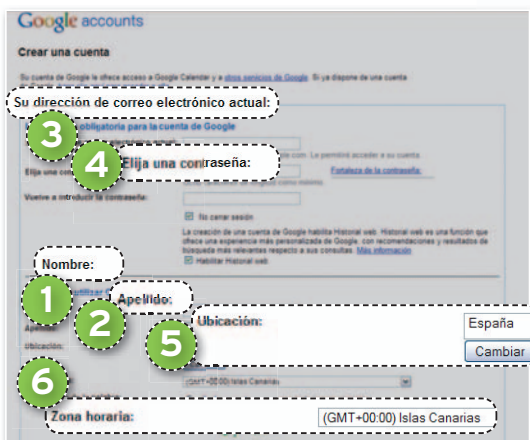 Google accounts
Crear una cuenta
Su cuenta de Google le ofrece acceso a Google Calendar y a otros servicios de Google. Si ya dispone de una cuenta
Su dirección de correo electrónico actual:
obligatoria para la cuenta de Google
3
4
Elija una contraseña:
Elija una
Fortaleza de la contraseña:
Vuelva a introducir la contraseña:
No cerrar sesión
La creación de una cuenta de Google habilita Historial web. Historial web es una función que
ofrece una experiencia más personalizada de Google, con recomendaciones y resultados de
búsqueda más relevantes respecto a sus consultas. Más información
Habilitar Historial web
Nombre:
1
utilizar
2
Apellido:
5
Ubicación:
España
Cambiar
Ubicación:
6
(GMT+00:00) Islas Canarias
Zona horaria:
(GMT+00:00) Islas Canarias